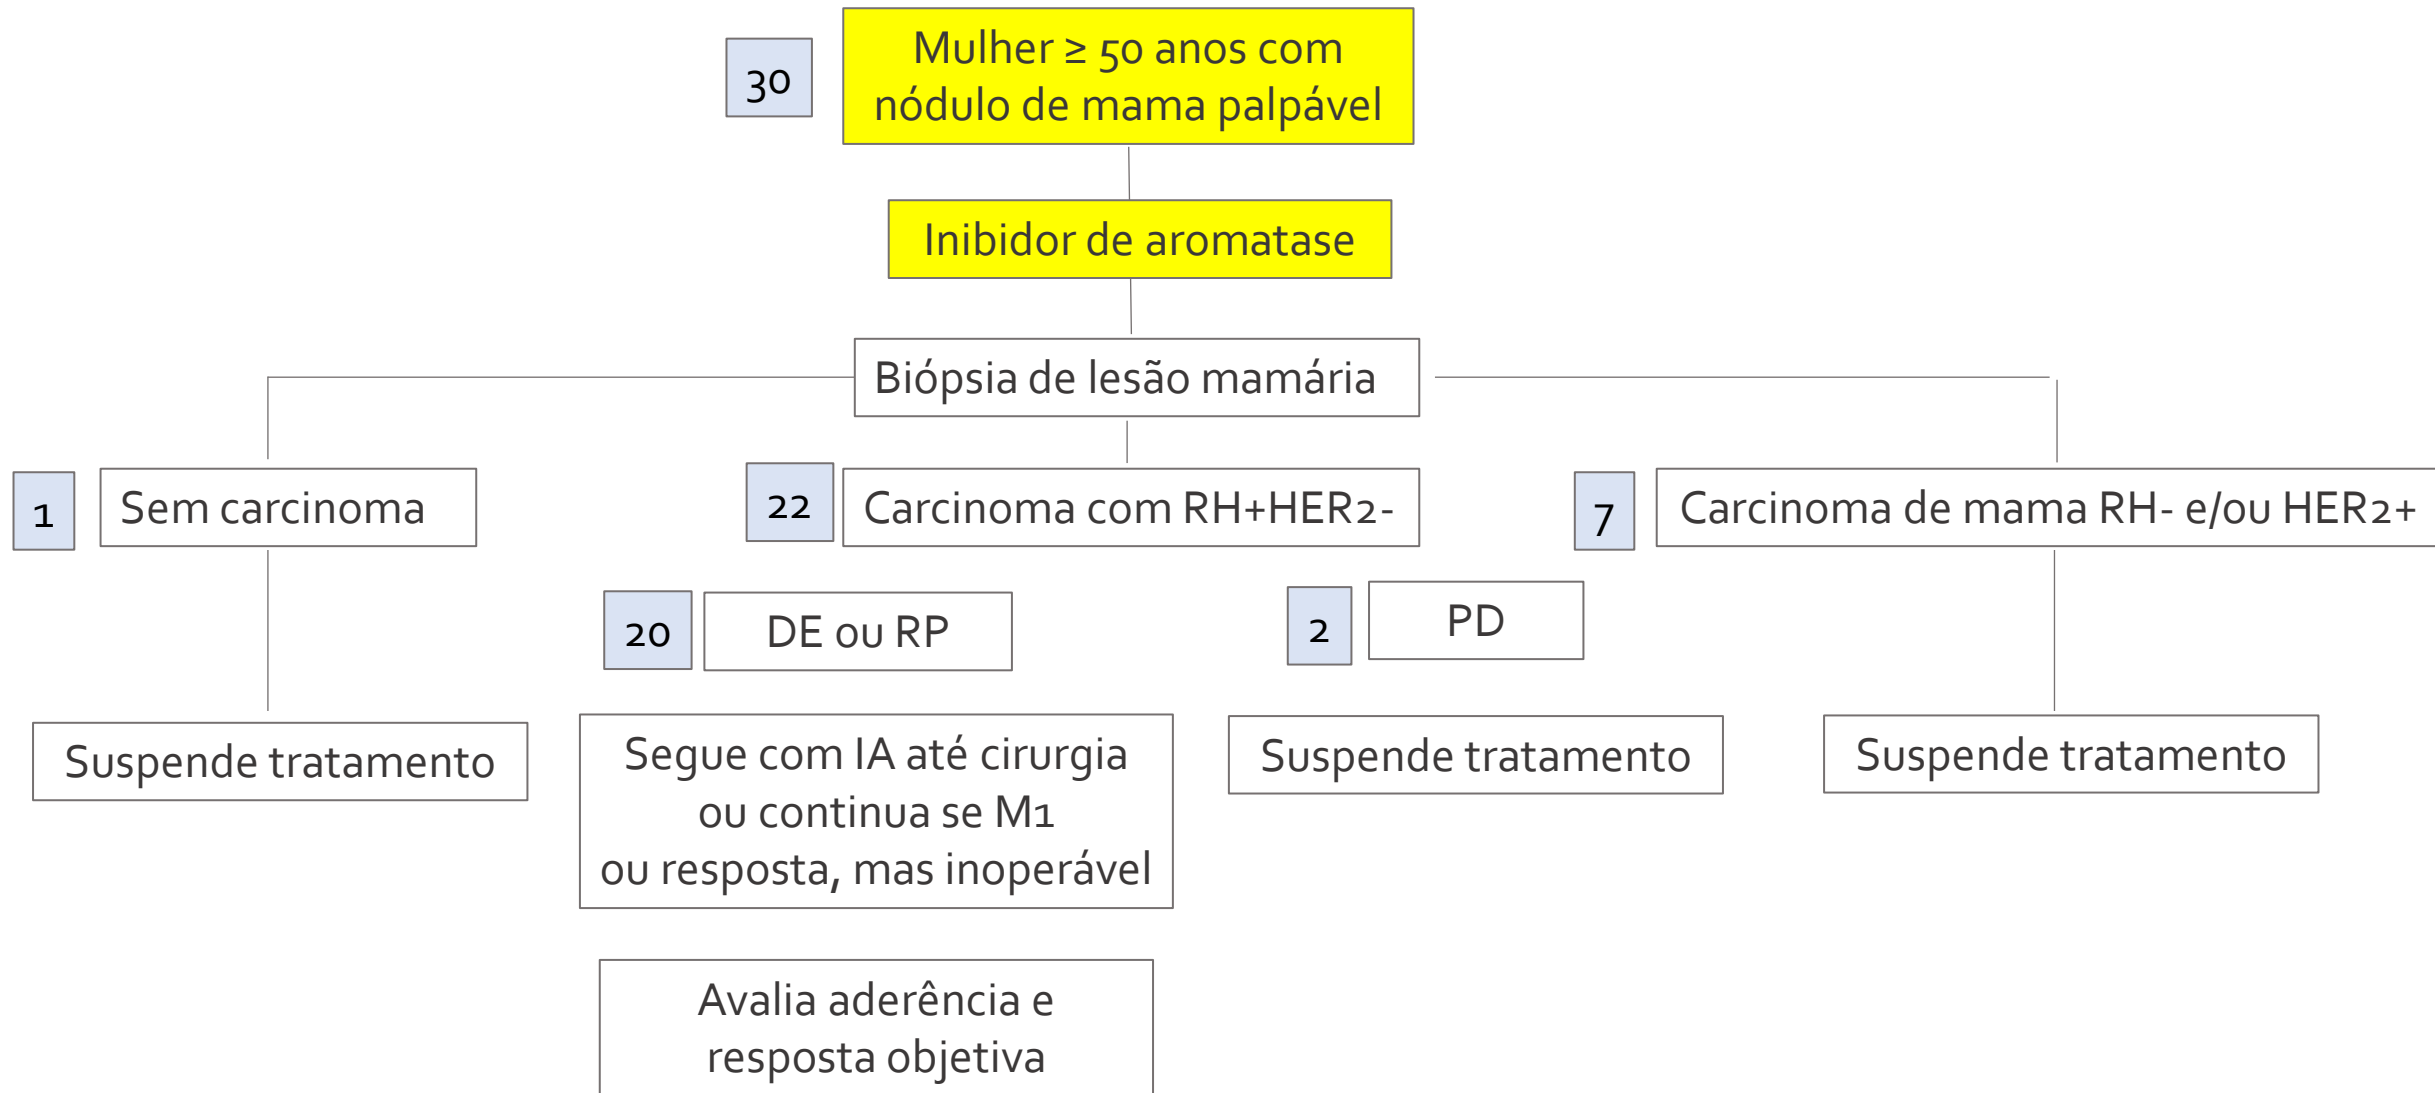 30
Mulher ≥ 50 anos com
nódulo de mama palpável
Inibidor de aromatase
Biópsia de lesão mamária
1
Sem carcinoma
22
Carcinoma com RH+HER2-
7
Carcinoma de mama RH- e/ou HER2+
20
DE ou RP
2
PD
Suspende tratamento
Segue com IA até cirurgia
ou continua se M1
ou resposta, mas inoperável
Suspende tratamento
Suspende tratamento
Avalia aderência e
resposta objetiva